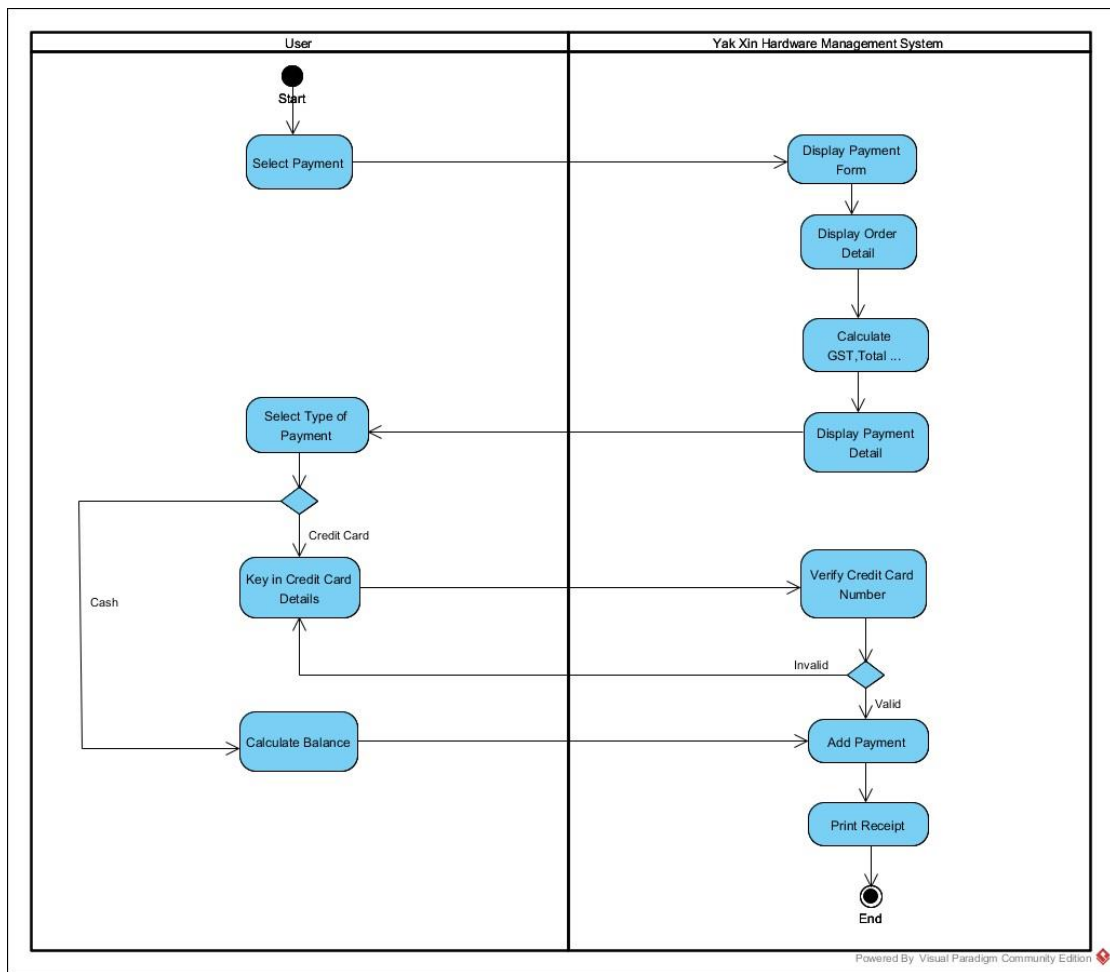 User
Yak Xin Hardware Management System
Start
Select Payment
Display Payment
Form
Display Order
Detail
Calculate
GST,Total ...
Select Type of
Payment
Display Payment
Detail
Credit Card
Key in Credit Card
Details
Verify Credit Card
Number
Cash
Invalid
Valid
Calculate Balance
Add Payment
Print Receipt
End
Powered By Visual Paradigm Community Edition